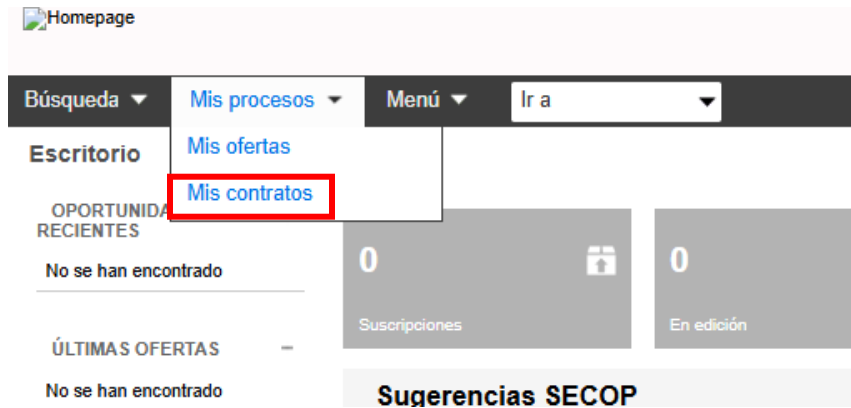 Homepage
Búsqueda Mis procesos Menú Ir a
Mis ofertas
Mis contratos
Escritorio
OPORTUNIDA
RECIENTES
No se han encontrado
ÚLTIMAS OFERTAS
No se han encontrado
0
Suscripciones
0
En edición
Sugerencias SECOP